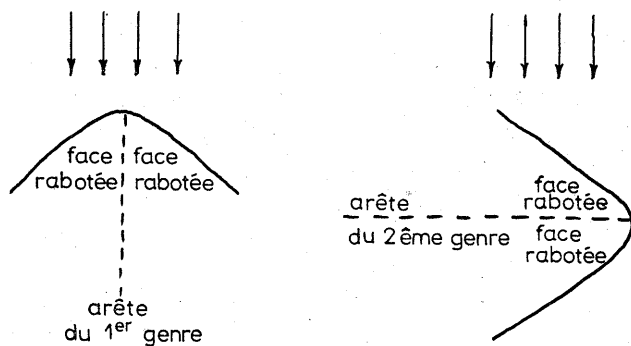 face
rabotée
face
rabotée
arête
du 1er genre
face
rabotée
arête
du 2ème genre
face
rabotée